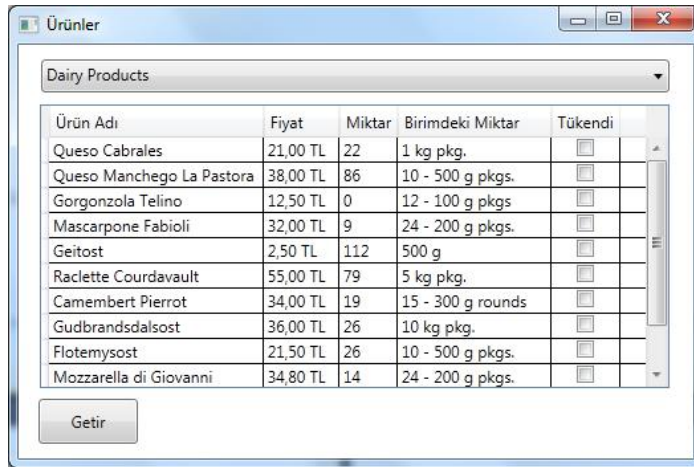 Ürünler
Dairy Products
Ürün Adı Fiyat Miktar Birimdeki Miktar Tükendi
Queso Cabrales 21,00 TL 22 1 kg pkg.
Queso Manchego La Pastora 38,00 TL 86 10 - 500 g pkgs.
Gorgonzola Telino 12,50 TL 0 12 - 100 g pkgs
Mascarpone Fabioli 32,00 TL 9 24 - 200 g pkgs.
Geitost 2,50 TL 112 500 g
Raclette Courdavault 55,00 TL 79 5 kg pkg.
Camembert Pierrot 34,00 TL 19 15 - 300 g rounds
Gudbrandsdalsost 36,00 TL 26 10 kg pkg.
Flotemysost 21,50 TL 26 10 - 500 g pkgs.
Mozzarella di Giovanni 34,80 TL 14 24 - 200 g pkgs.
Getir